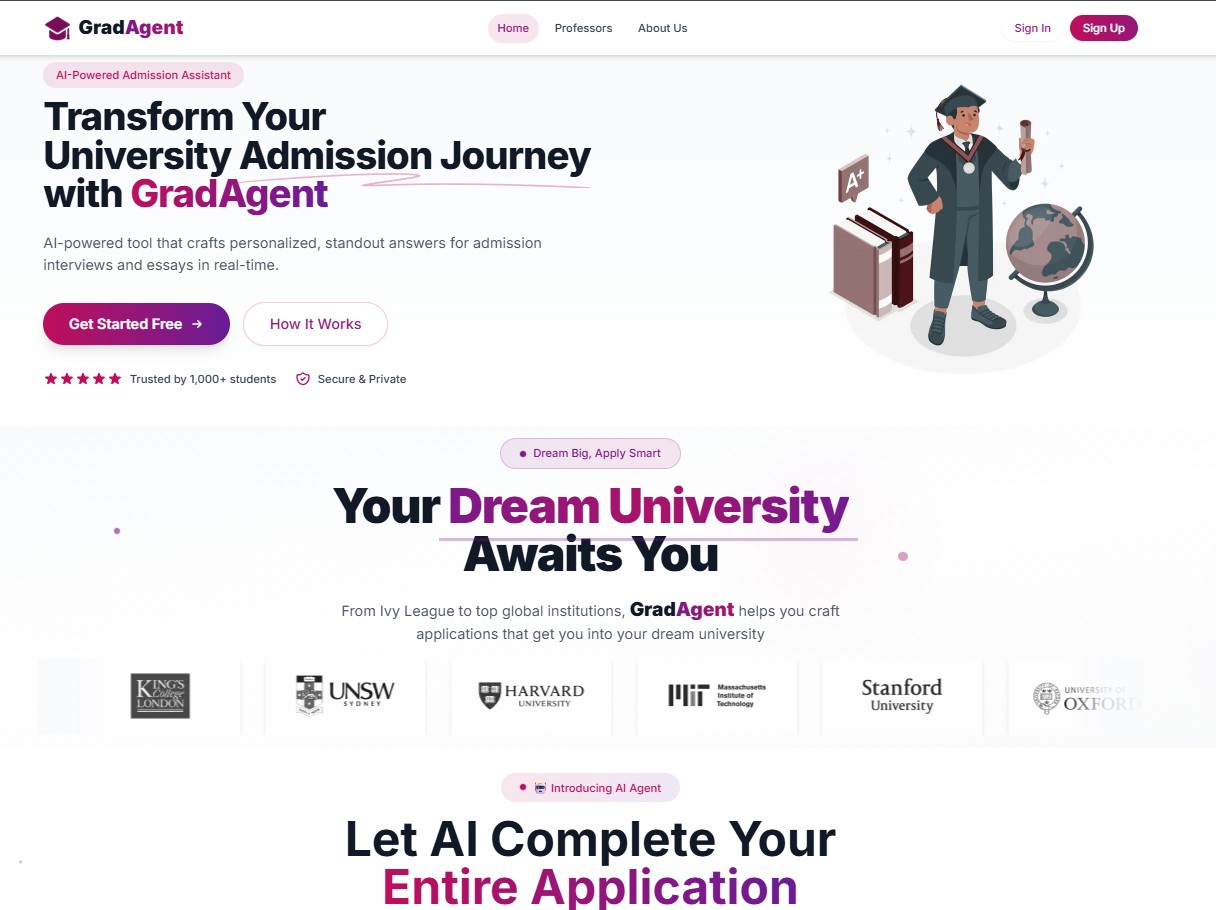 GradAgent
Home
Professors
About Us
Sign In
Sign Up
AI-Powered Admission Assistant
Transform Your
University Admission Journey
with GradAgent
AI-powered tool that crafts personalized, standout answers for admission
interviews and essays in real-time.
Get Started Free →
How It Works
Trusted by 1,000+ students
Secure & Private
A+
Dream Big, Apply Smart
Your Dream University
Awaits You
From Ivy League to top global institutions, GradAgent helps you craft
applications that get you into your dream university
KING'S
College
LONDON
UNSW
SYDNEY
HARVARD
UNIVERSITY
MIT
Massachusetts
Institute of
Technology
Stanford
University
UNIVERSITY OF
OXFORD
Introducing AI Agent
Let AI Complete Your
Entire Application